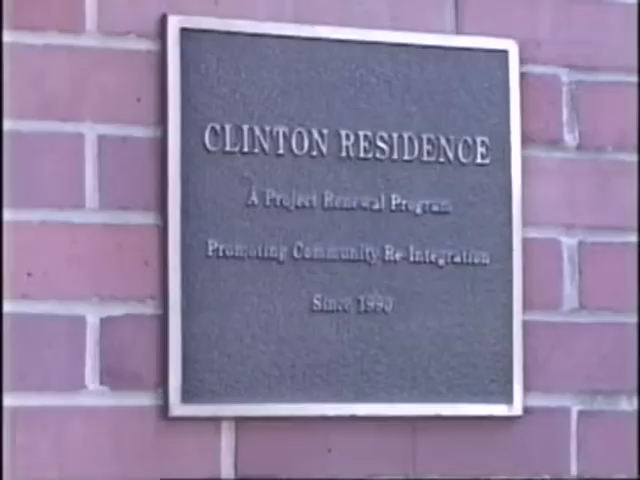 CLINTON RESIDENCE
A Project Renewal Program
Promoting Community Re-Integration
Since 1990